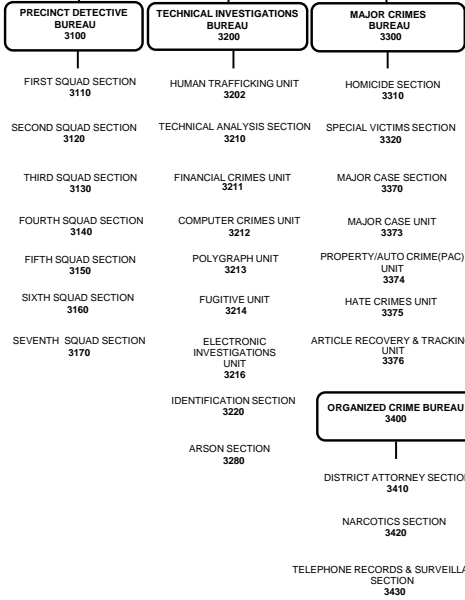 PRECINCT DETECTIVE
BUREAU
3100
FIRST SQUAD SECTION
3110
SECOND SQUAD SECTION
3120
THIRD SQUAD SECTION
3130
FOURTH SQUAD SECTION
3140
FIFTH SQUAD SECTION
3150
SIXTH SQUAD SECTION
3160
SEVENTH SQUAD SECTION
3170
TECHNICAL INVESTIGATIONS
BUREAU
3200
HUMAN TRAFFICKING UNIT
3202
TECHNICAL ANALYSIS SECTION
3210
FINANCIAL CRIMES UNIT
3211
COMPUTER CRIMES UNIT
3212
POLYGRAPH UNIT
3213
FUGITIVE UNIT
3214
ELECTRONIC
INVESTIGATIONS
UNIT
3216
IDENTIFICATION SECTION
3220
ARSON SECTION
3280
MAJOR CRIMES
BUREAU
3300
HOMICIDE SECTION
3310
SPECIAL VICTIMS SECTION
3320
MAJOR CASE SECTION
3370
MAJOR CASE UNIT
3373
PROPERTY/AUTO CRIME(PAC)
UNIT
3374
HATE CRIMES UNIT
3375
ARTICLE RECOVERY & TRACKING
UNIT
3376
ORGANIZED CRIME BUREAU
3400
DISTRICT ATTORNEY SECTION
3410
NARCOTICS SECTION
3420
TELEPHONE RECORDS &
SECTION
3430